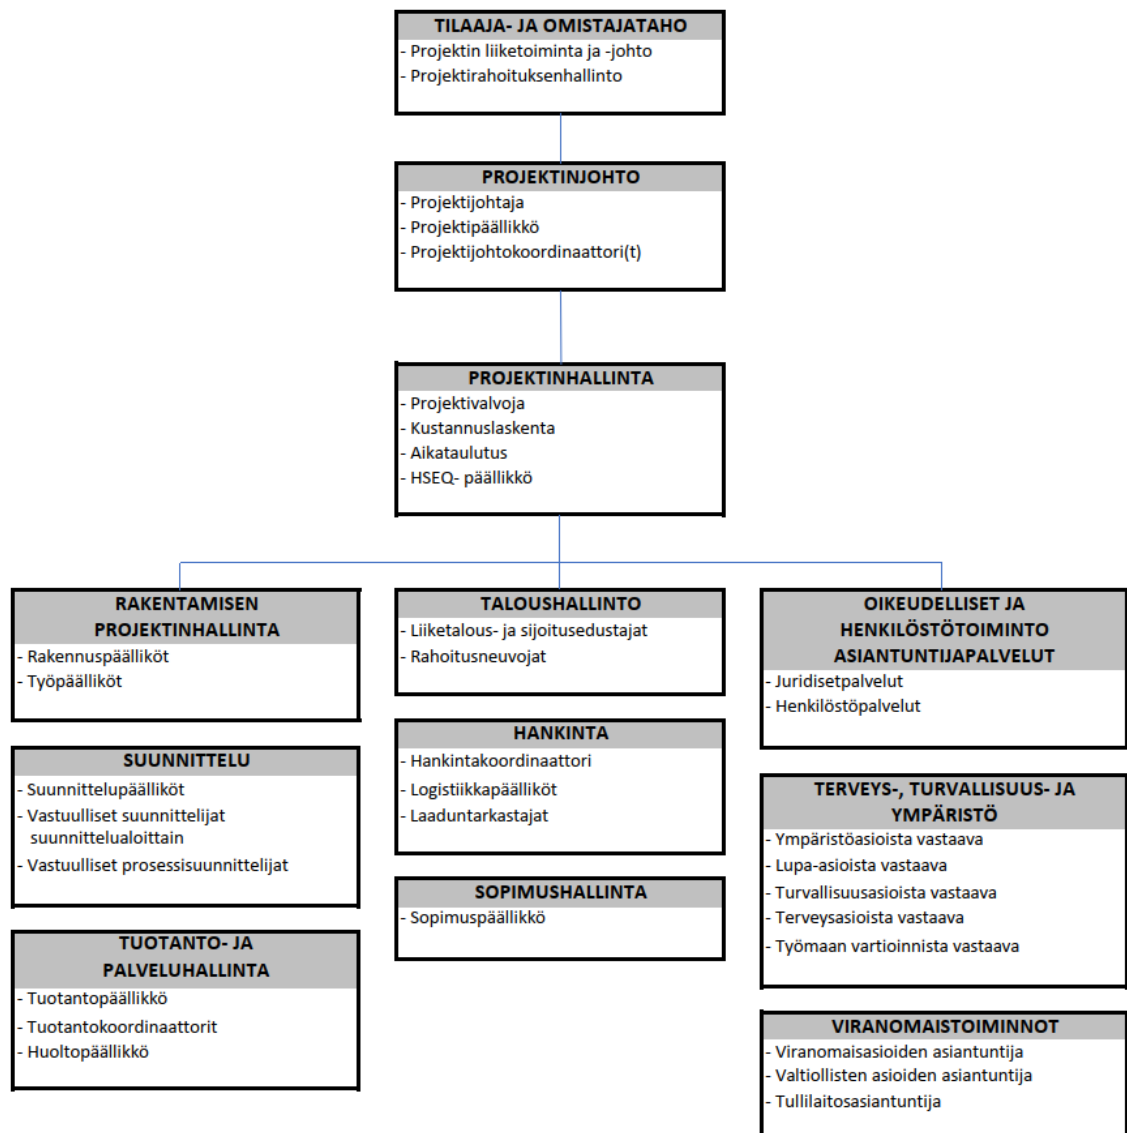 TILAAJA- JA OMISTAJATAHO
- Projektin liiketoiminta ja -johto
- Projektirahoituksenhallinto
PROJEKTINJOHTO
- Projektijohtaja
- Projektipäällikkö
- Projektijohtokoordinaattori(t)
PROJEKTINHALLINTA
- Projektivalvoja
- Kustannuslaskenta
- Aikataulutus
- HSEQ- päällikkö
RAKENTAMISEN
PROJEKTINHALLINTA
- Rakennuspäälliköt
- Työpäälliköt
SUUNNITTELU
- Suunnittelupäälliköt
- Vastuulliset suunnittelijat
suunnittelualoittain
- Vastuulliset prosessisuunnittelijat
TUOTANTO- JA
PALVELUHALLINTA
- Tuotantopäällikkö
- Tuotantokoordinaattorit
- Huoltopäällikkö
TALOUSHALLINTO
- Liiketalous- ja sijoitusedustajat
- Rahoitusneuvojat
HANKINTA
- Hankintakoordinaattori
- Logistiikkapäälliköt
- Laaduntarkastajat
SOPIMUSHALLINTA
- Sopimuspäällikkö
OIKEUDELLISET JA
HENKILÖSTÖTOIMINTO
ASIANTUNTIJAPALVELUT
- Juridisetpalvelut
- Henkilöstöpalvelut
TERVEYS-, TURVALLISUUS- JA
YMPÄRISTÖ
- Ympäristöasioista vastaava
- Lupa-asioista vastaava
- Turvallisuusasioista vastaava
- Terveysasioista vastaava
- Työmaan vartioinnista vastaava
VIRANOMAISTOIMINNOT
- Viranomaisasioiden asiantuntija
- Valtiollisten asioiden asiantuntija
- Tullilaitosasiantuntija